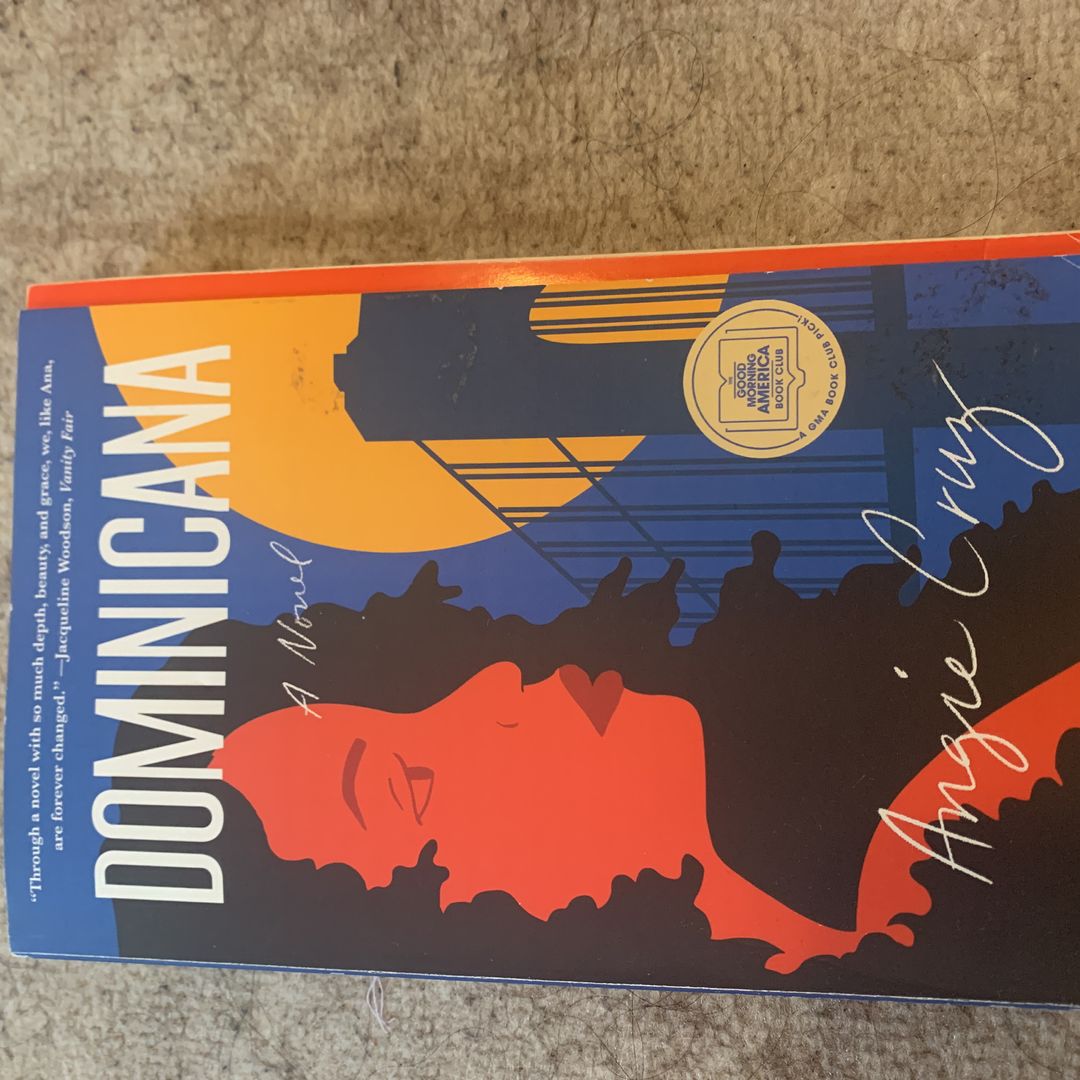 “Through a novel with so much depth, beauty, and grace, we, like Ana,
are forever changed.” —Jacqueline Woodson, Vanity Fair
DOMINICANA
A Novel
THE
GOOD
MORNING
AMERICA
BOOK CLUB
A GMA BOOK CLUB PICK!
Angie Cruz